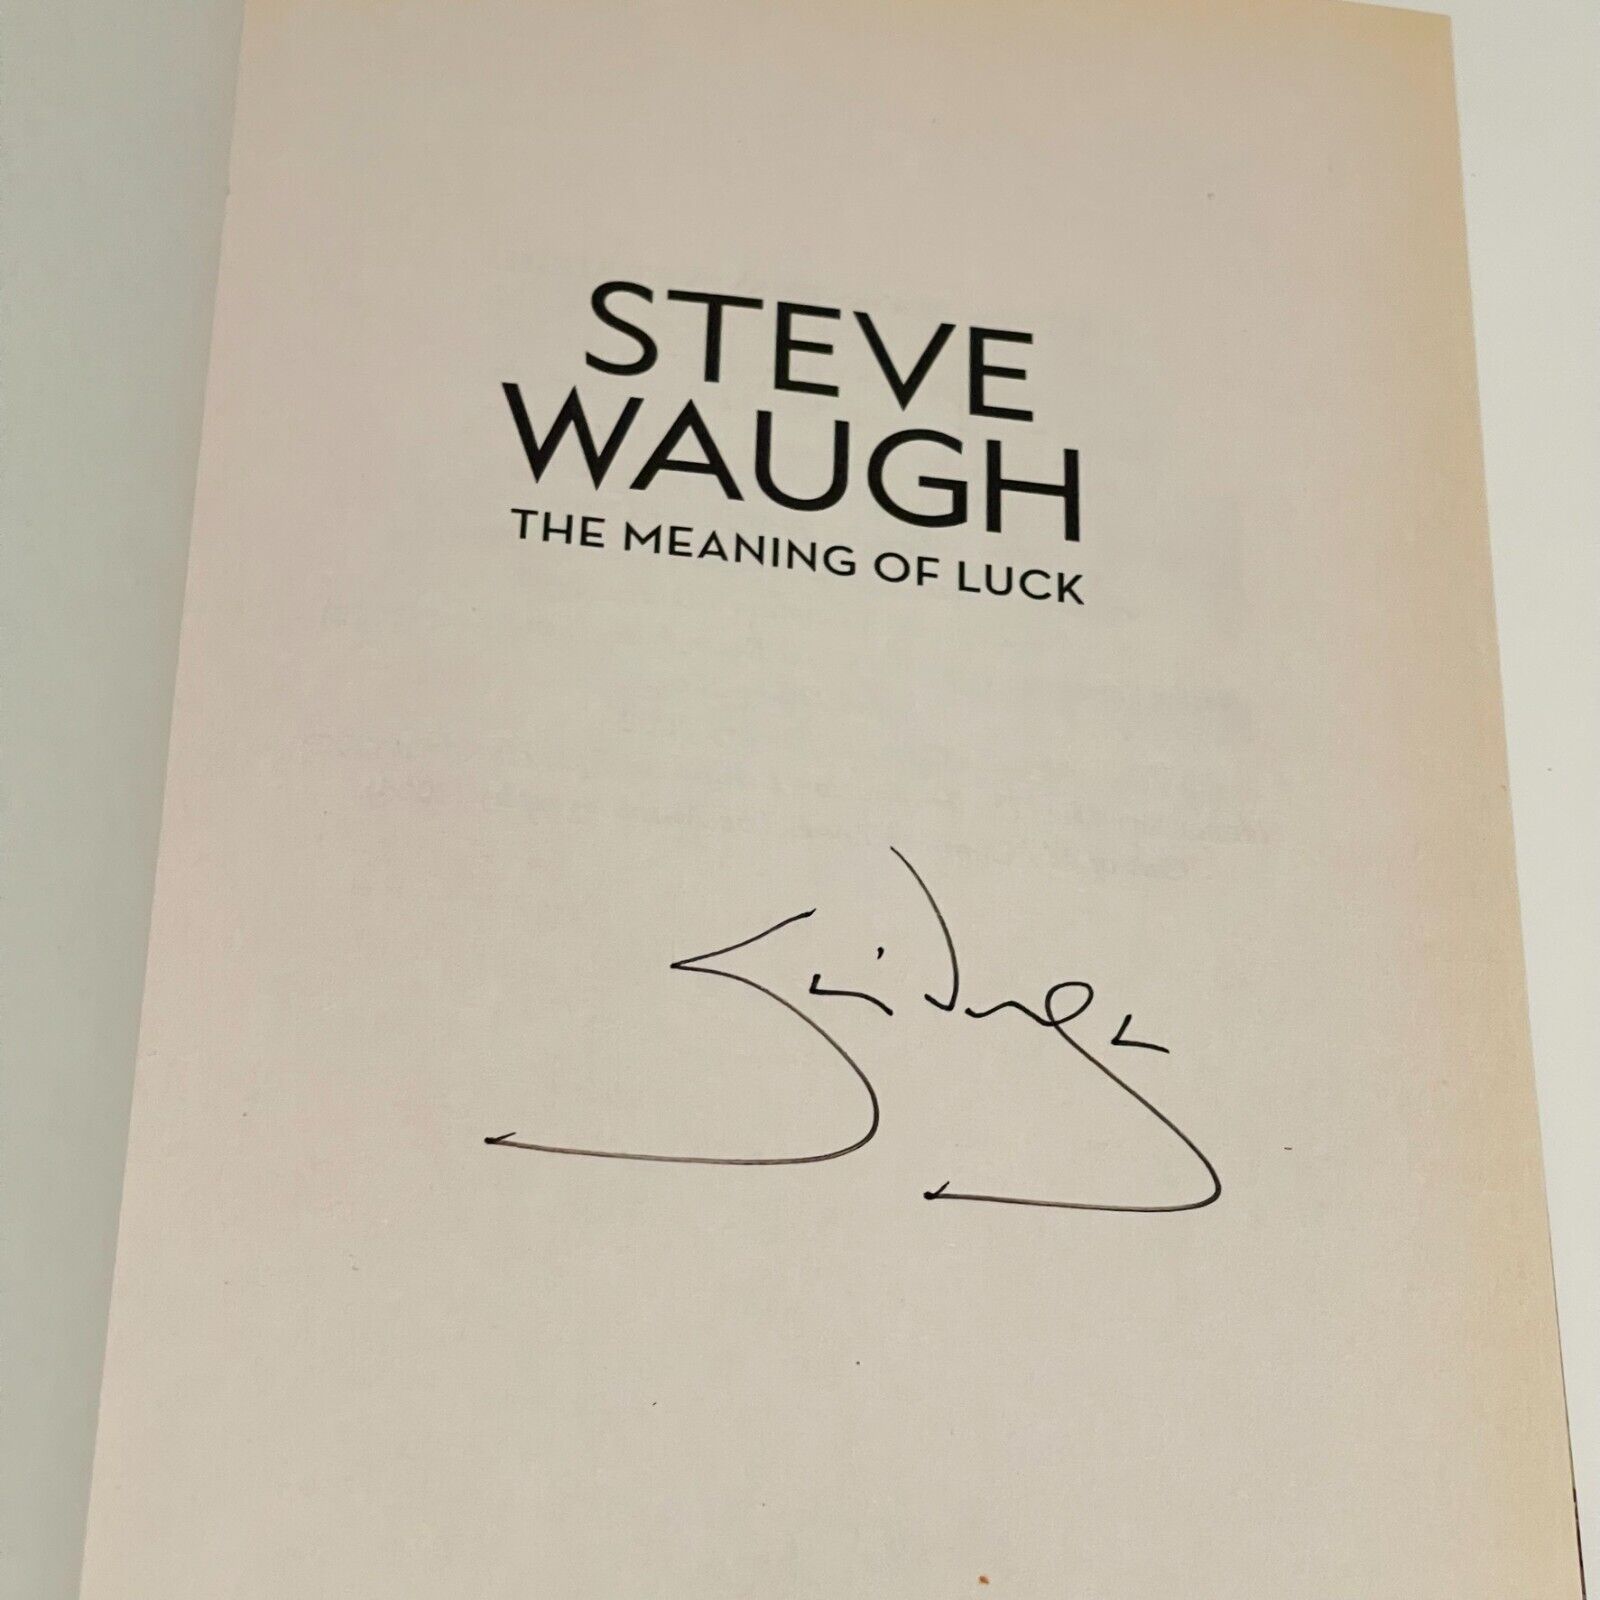 STEVE
WAUGH
THE MEANING OF LUCK